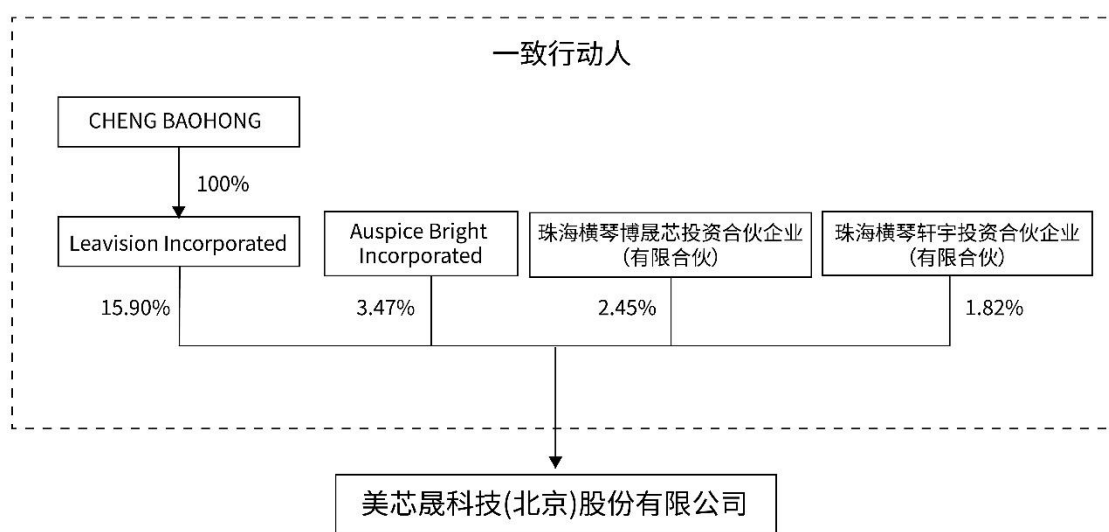 一致行动人
CHENG BAOHONG
100%
Leavision Incorporated
Auspice Bright
Incorporated
珠海横琴博晟芯投资合伙企业
(有限合伙)
珠海横琴轩宇投资合伙企业
(有限合伙)
15.90%
3.47%
2.45%
1.82%
美芯晟科技(北京)股份有限公司